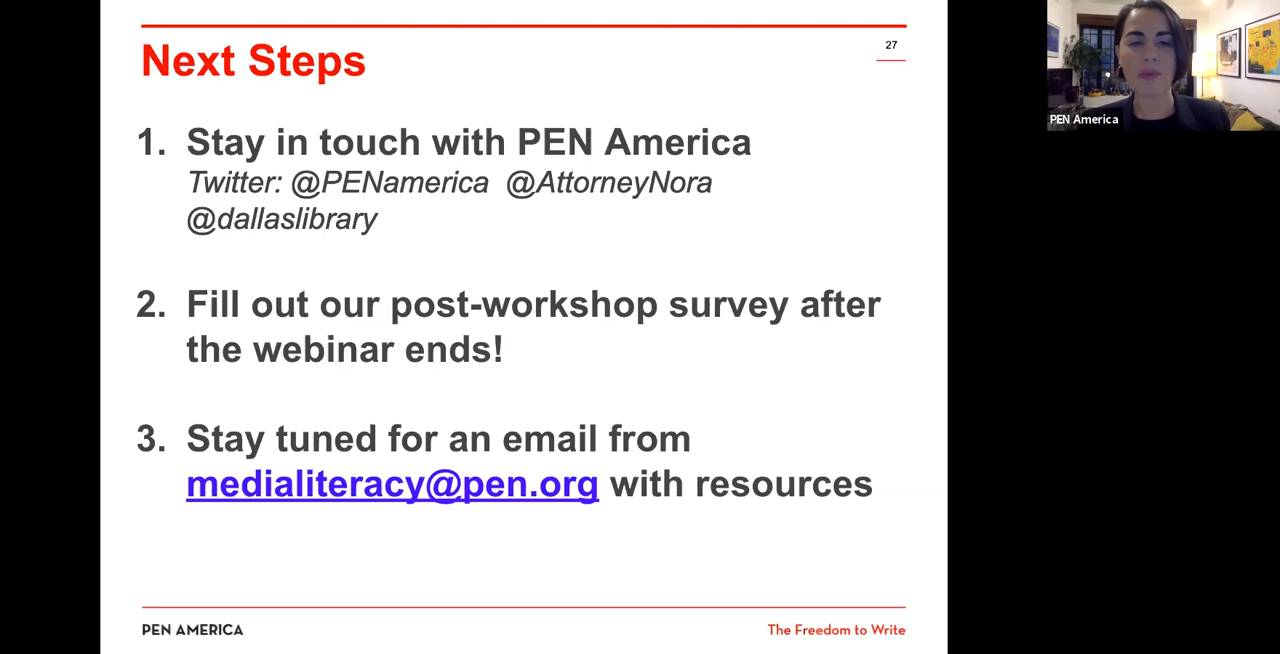 Next Steps
27
1. Stay in touch with PEN America
Twitter: @PENamerica @AttorneyNora
@dallaslibrary
2. Fill out our post-workshop survey after
the webinar ends!
3. Stay tuned for an email from
medialiteracy@pen.org with resources
PEN AMERICA
The Freedom to Write
PEN America